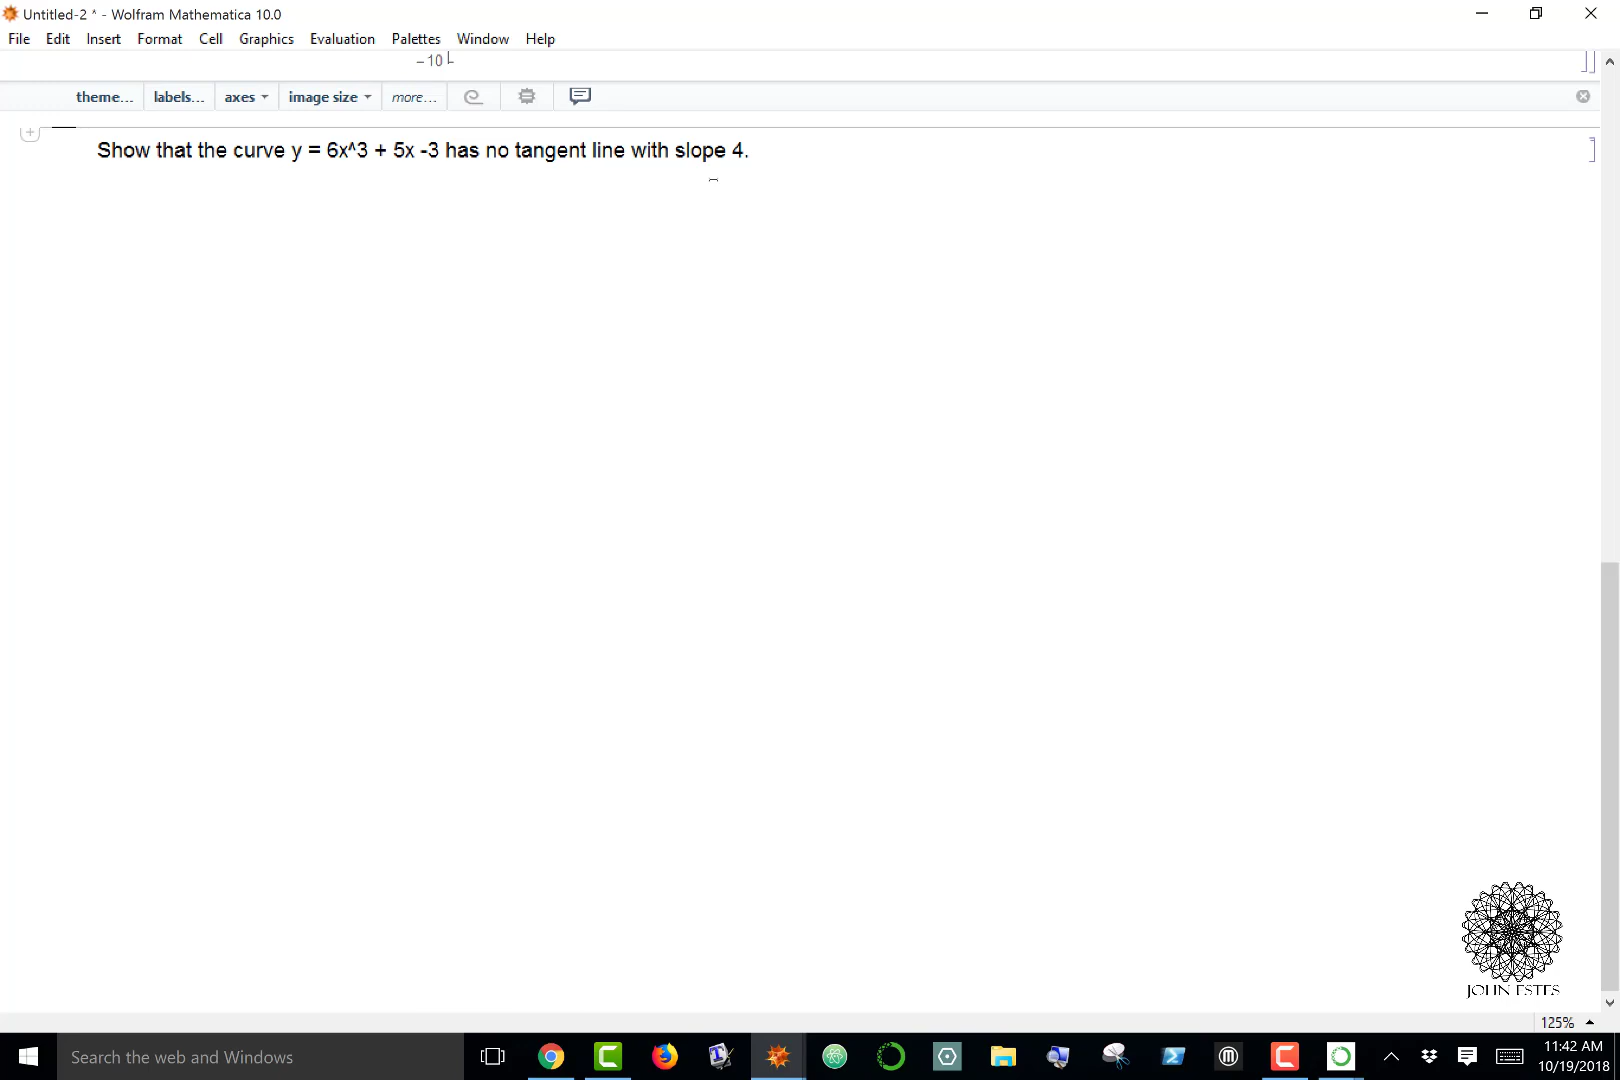 Untitled-2 * - Wolfram Mathematica 10.0
File Edit Insert Format Cell Graphics Evaluation Palettes Window Help
-10
theme... labels... axes image size more...
Show that the curve y = 6x^3 + 5x -3 has no tangent line with slope 4.
JOHN ESTES
125%
Search the web and Windows
11:42 AM
10/19/2018